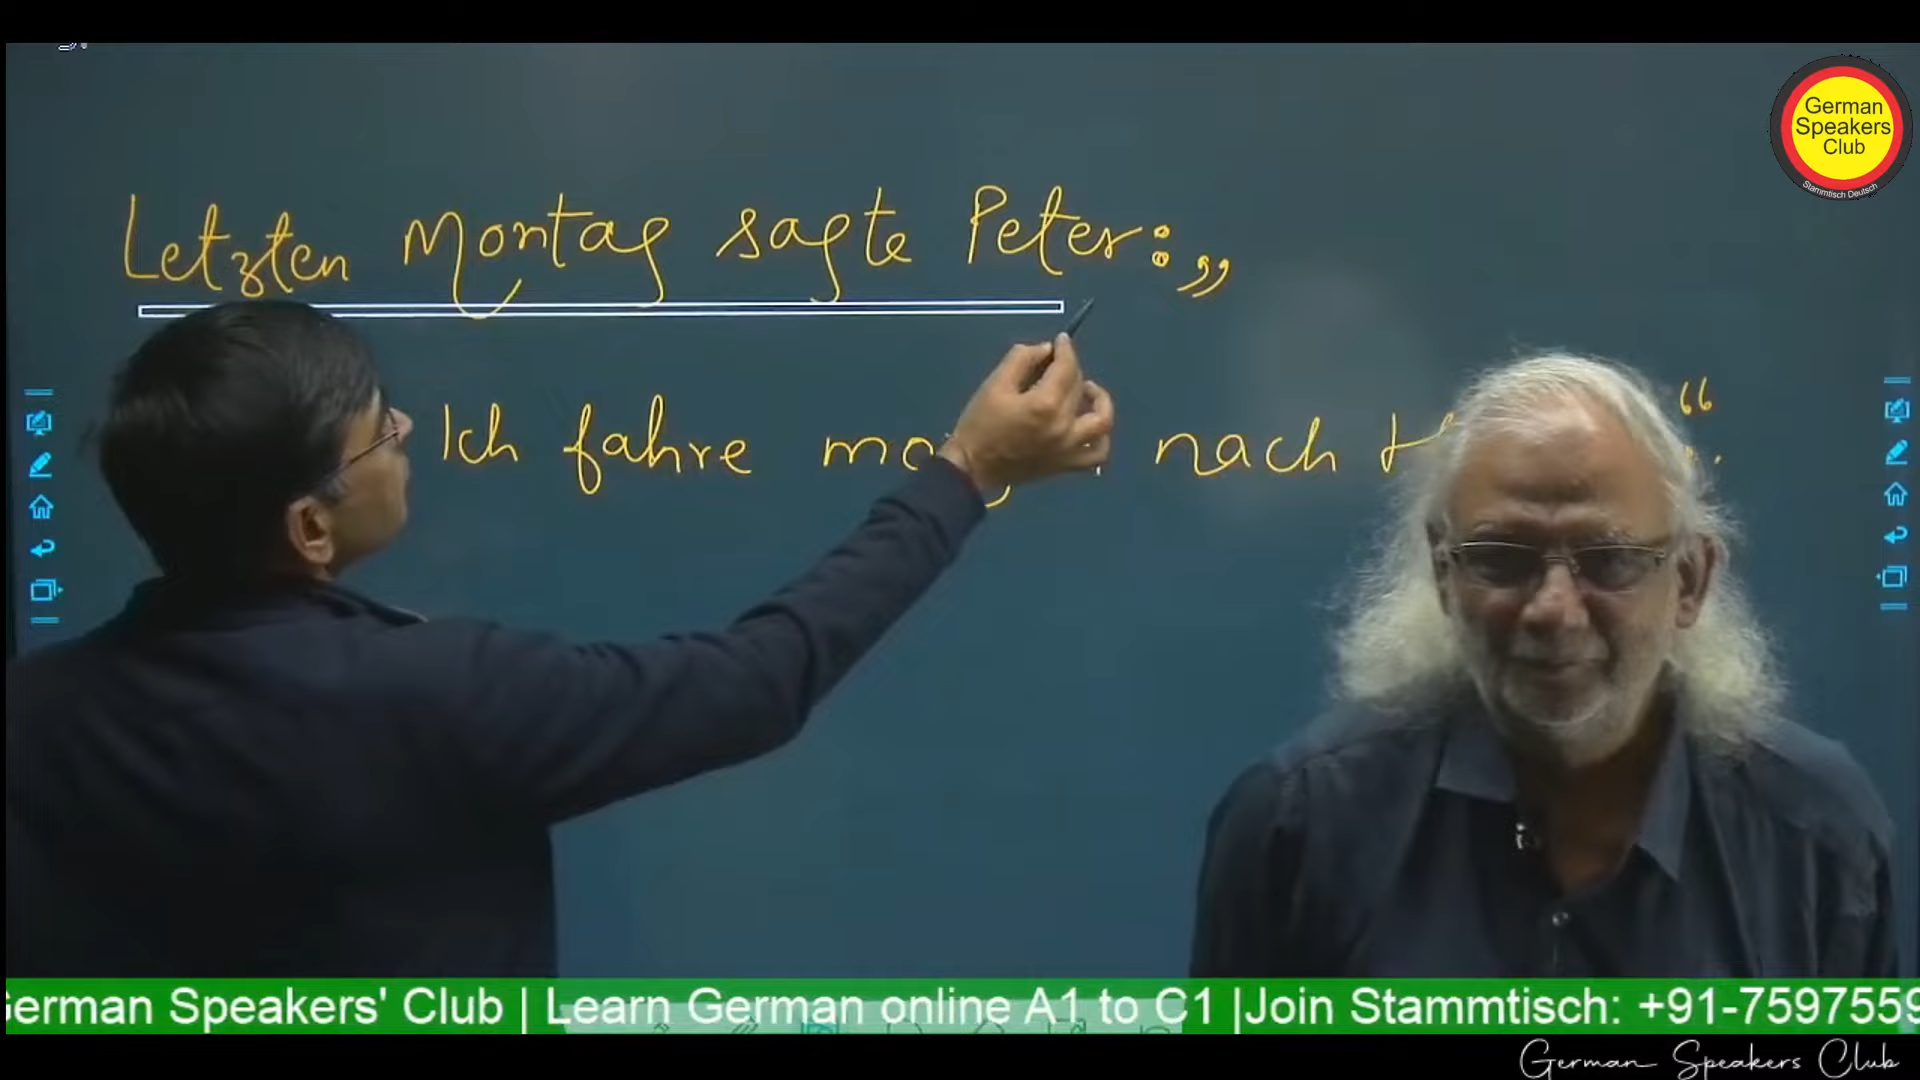 German
Speakers
Club
Stammtisch Deutsch
Letzten Montag sagte Peter: „
Ich fahre nach “
German Speakers' Club | Learn German online A1 to C1 |Join Stammtisch: +91-7597559
German Speakers Club